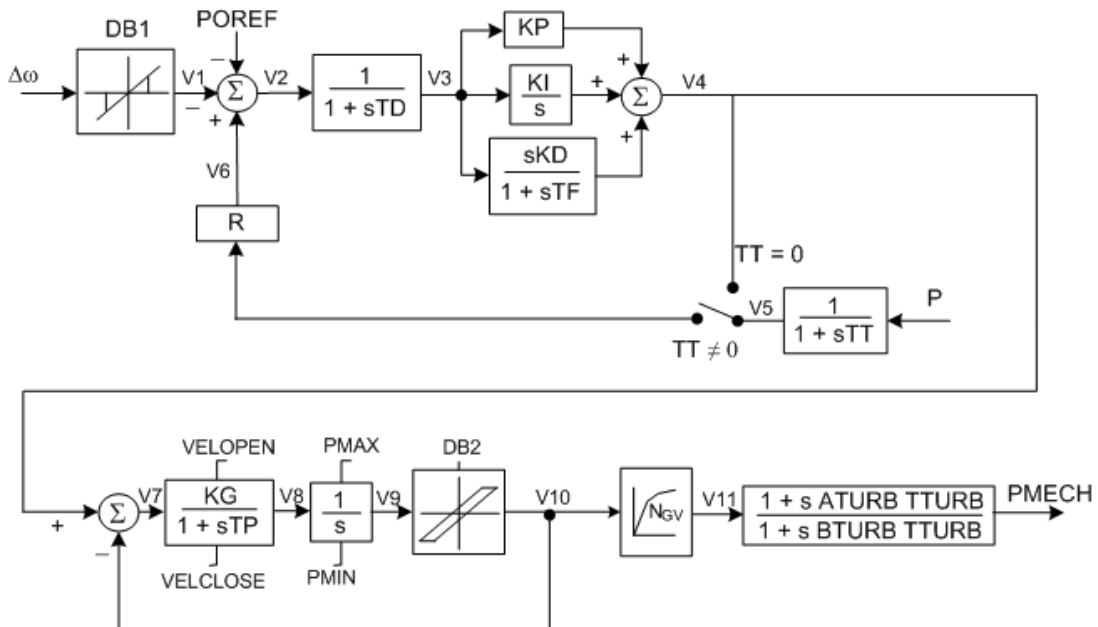 DB1
POREF
Δω
V1
−
−
+
Σ
V2
1
1 + sTD
V3
KP
KI
s
sKD
1 + sTF
+
+
+
Σ
V4
V6
R
TT = 0
TT ≠ 0
V5
1
1 + sTT
P
VELOPEN
PMAX
DB2
+
−
Σ
V7
KG
1 + sTP
V8
1
s
V9
V10
VELCLOSE
PMIN
NGV
V11
1 + s ATURB TTURB
1 + s BTURB TTURB
PMECH